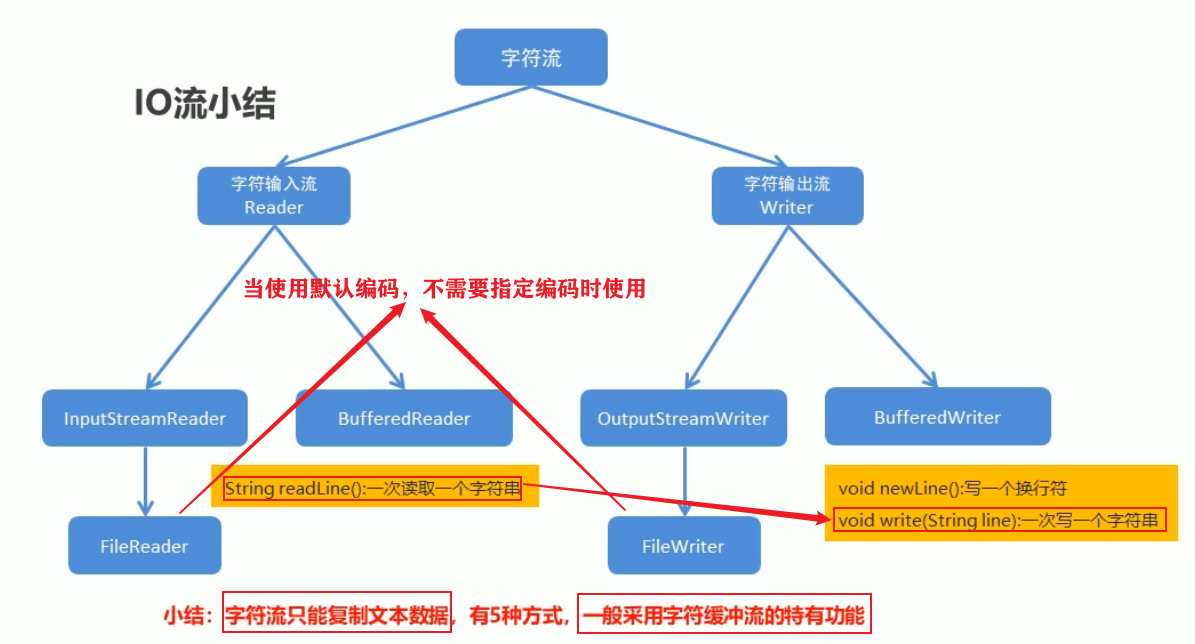 字符流
IO流小结
字符输入流
Reader
字符输出流
Writer
当使用默认编码，不需要指定编码时使用
InputStreamReader
BufferedReader
OutputStreamWriter
BufferedWriter
String readLine():一次读取一个字符串
void newLine():写一个换行符
void write(String line):一次写一个字符串
FileReader
FileWriter
小结：字符流只能复制文本数据，有5种方式，一般采用字符缓冲流的特有功能